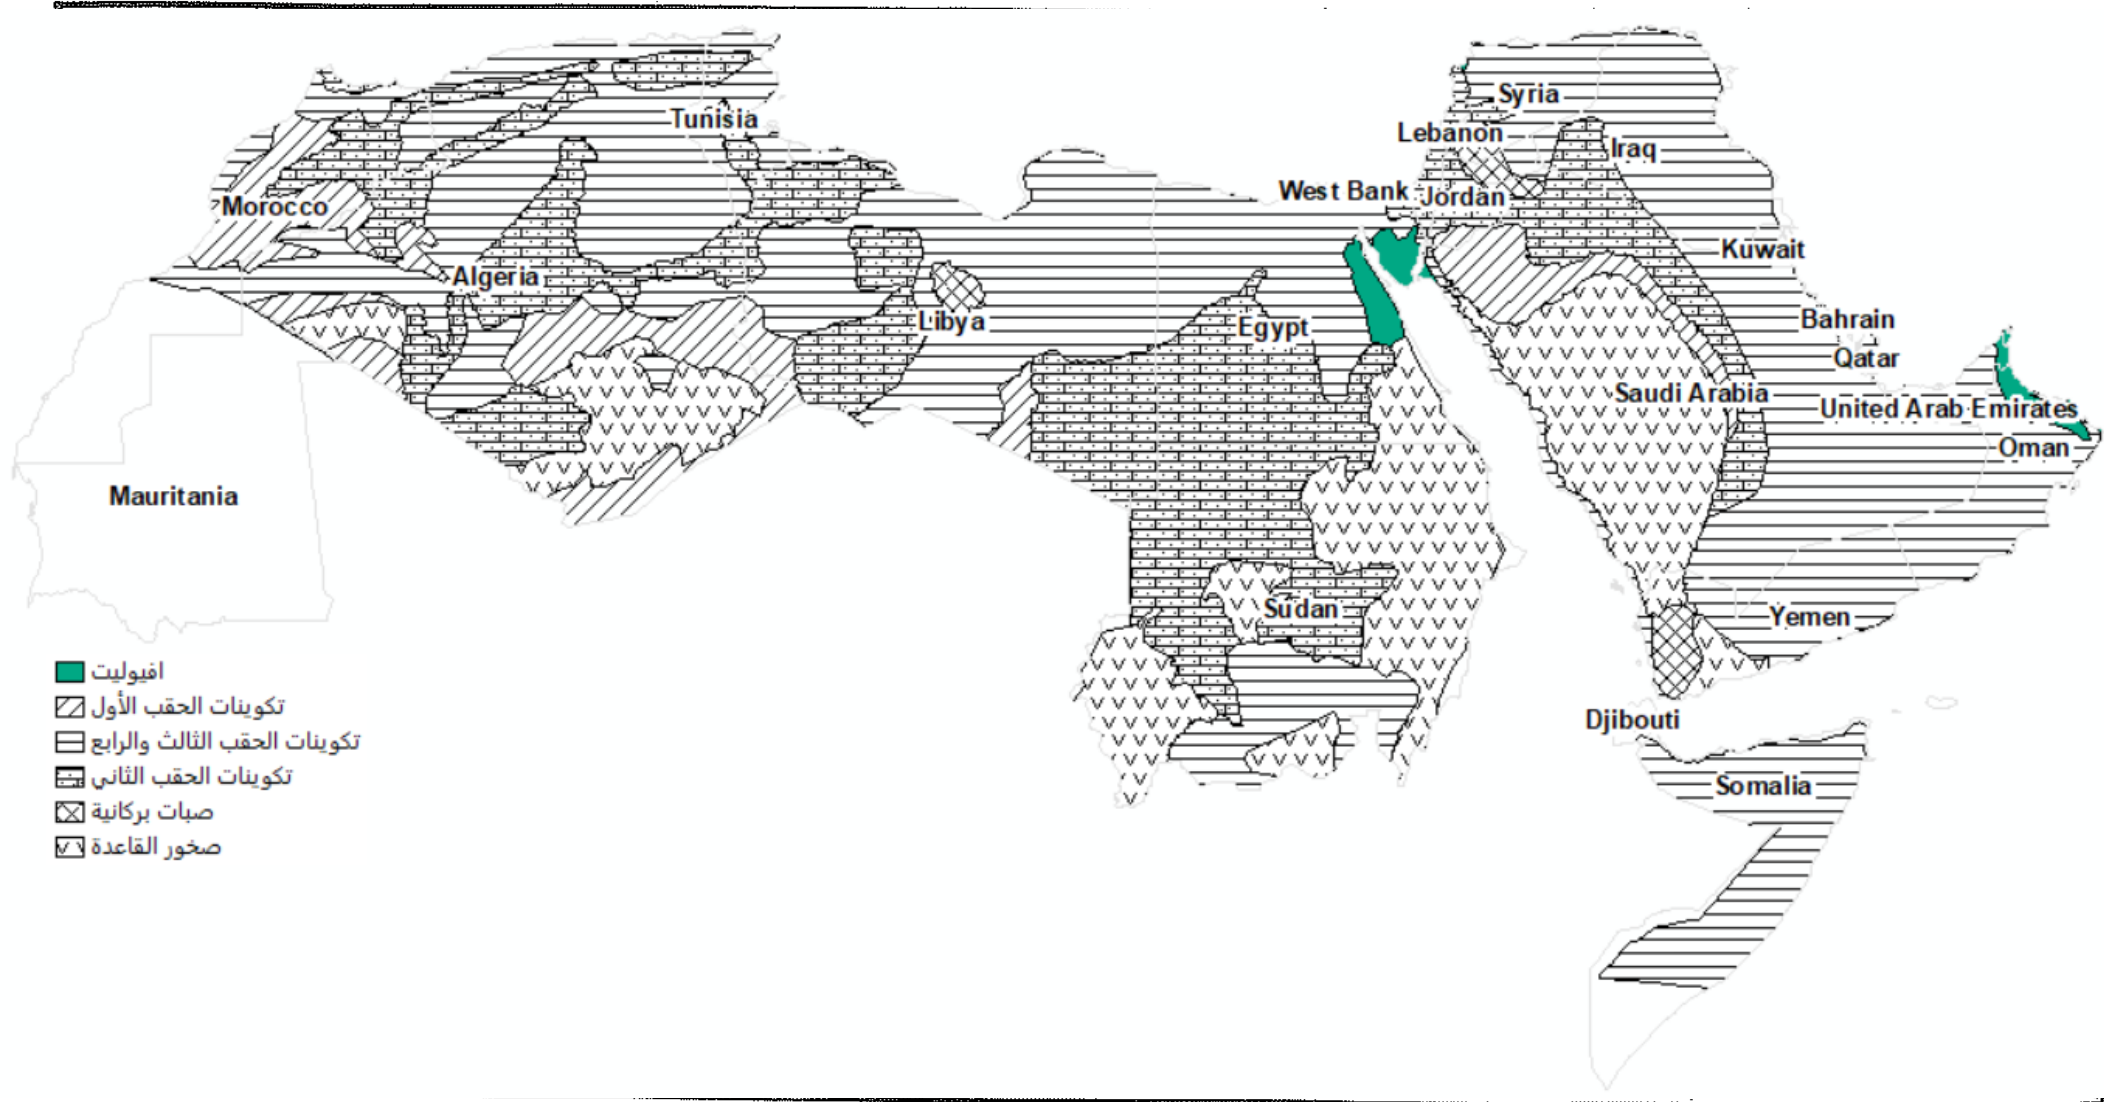 Syria
Tunisia
Lebanon
Iraq
West Bank
Jordan
Morocco
Kuwait
Algeria
Libya
Egypt
Bahrain
Qatar
Saudi Arabia
United Arab Emirates
Oman
Mauritania
Sudan
Yemen
Djibouti
Somalia
افيوليت
تكوينات الحقب الأول
تكوينات الحقب الثالث والرابع
تكوينات الحقب الثاني
صبات بركانية
صخور القاعدة